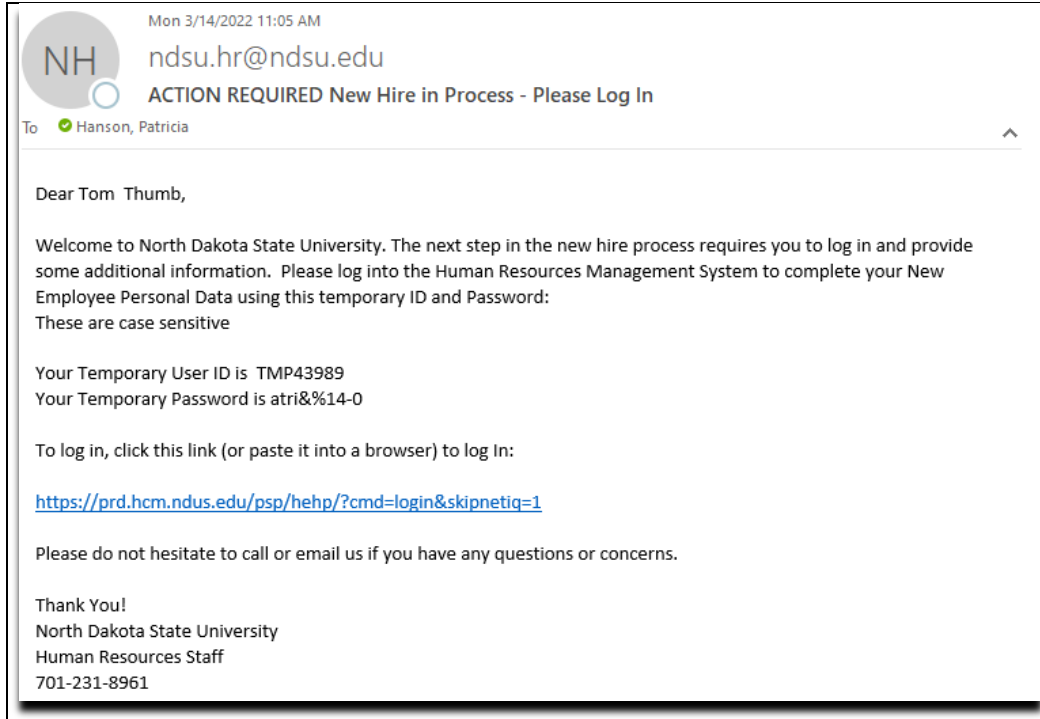 Mon 3/14/2022 11:05 AM
NH
ndsu.hr@ndsu.edu
ACTION REQUIRED New Hire in Process - Please Log In
To Hanson, Patricia
Dear Tom  Thumb,
Welcome to North Dakota State University. The next step in the new hire process requires you to log in and provide
some additional information.  Please log into the Human Resources Management System to complete your New
Employee Personal Data using this temporary ID and Password:
These are case sensitive
Your Temporary User ID is  TMP43989
Your Temporary Password is atri&%14-0
To log in, click this link (or paste it into a browser) to log In:
https://prd.hcm.ndus.edu/psp/hehp/?cmd=login&skipnetiq=1
Please do not hesitate to call or email us if you have any questions or concerns.
Thank You!
North Dakota State University
Human Resources Staff
701-231-8961